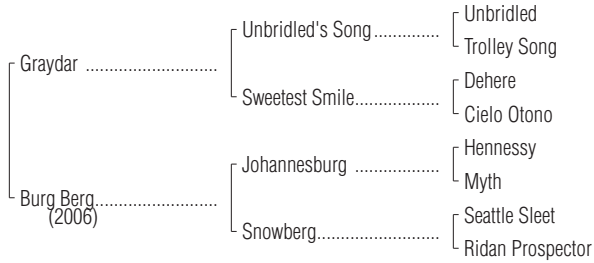 Unbridled
Unbridled's Song..............
Trolley Song
Graydar ............................
Dehere
Sweetest Smile..................
Cielo Otono
Hennessy
Johannesburg ..................
Myth
Burg Berg..........................
(2006)
Seattle Sleet
Snowberg..........................
Ridan Prospector